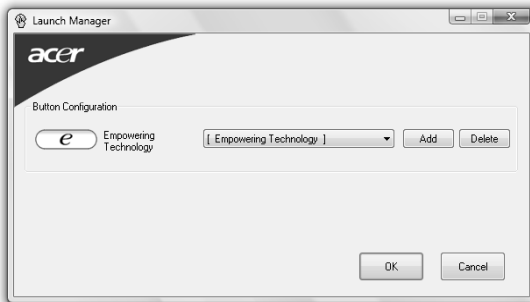 Launch Manager
acer
Button Configuration
e Empowering Technology [ Empowering Technology ] Add Delete
OK Cancel